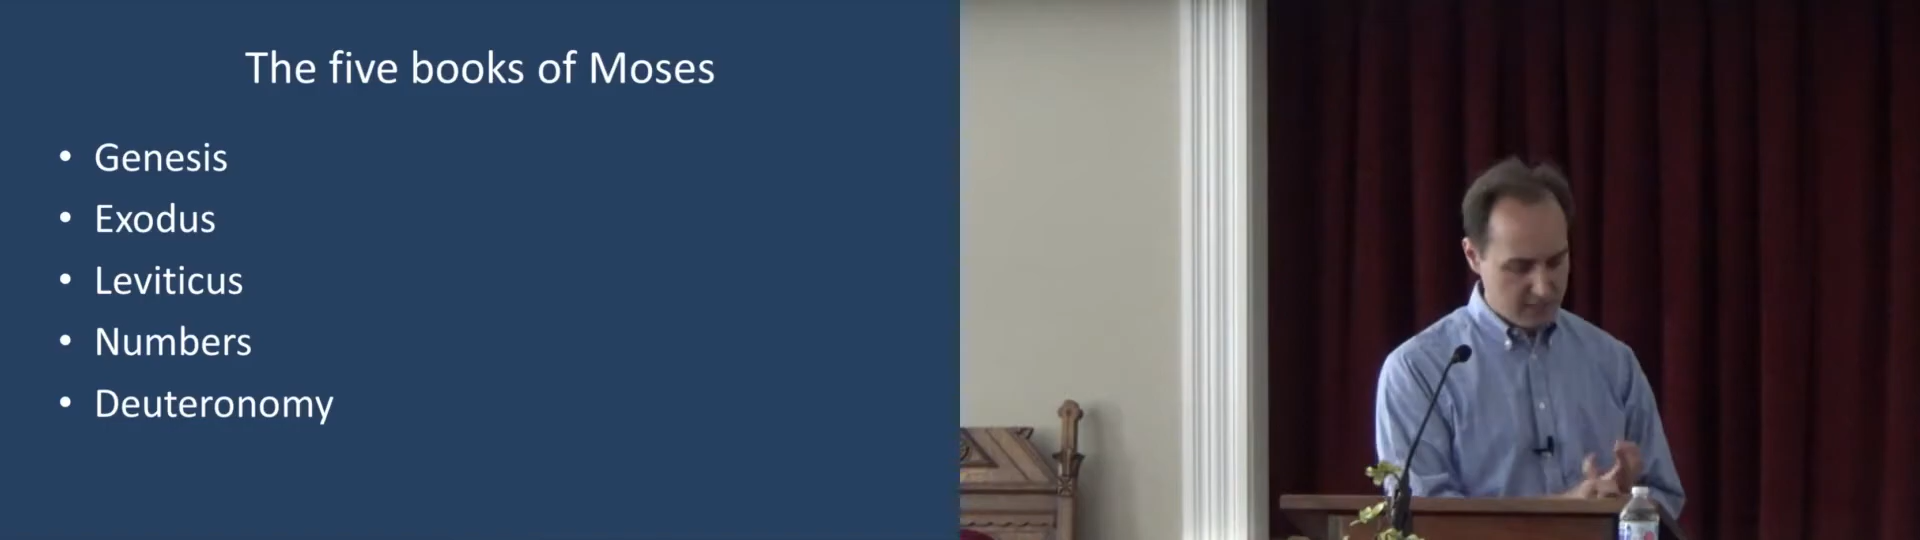 The five books of Moses
• Genesis
• Exodus
• Leviticus
• Numbers
• Deuteronomy